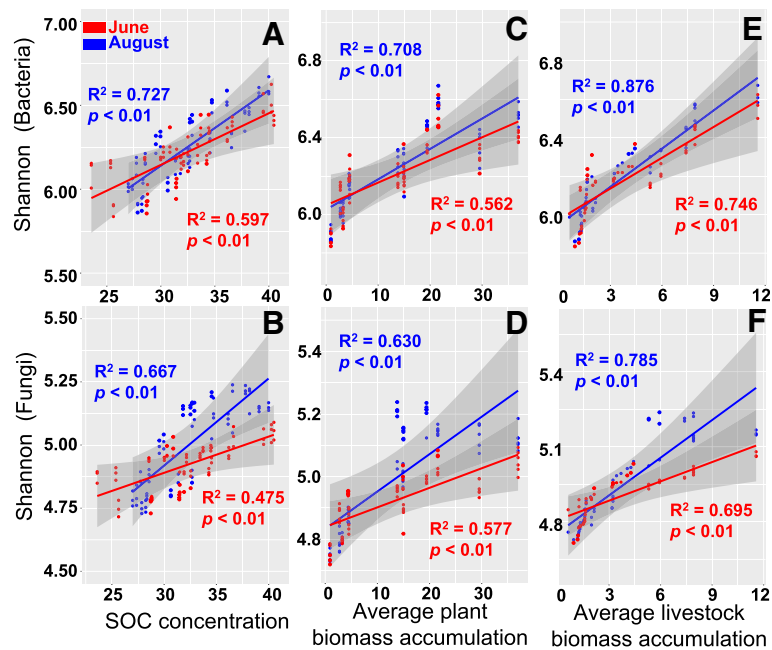 June
August
A
R² = 0.727
p < 0.01
R² = 0.597
p < 0.01
Shannon (Bacteria)
7.00
6.50
6.00
5.50
25 30 35 40
C
R² = 0.708
p < 0.01
R² = 0.562
p < 0.01
6.8
6.4
6.0
0 10 20 30
E
R² = 0.876
p < 0.01
R² = 0.746
p < 0.01
6.8
6.4
6.0
0 3 6 9 12
B
R² = 0.667
p < 0.01
R² = 0.475
p < 0.01
Shannon (Fungi)
5.50
5.25
5.00
4.75
4.50
25 30 35 40
SOC concentration
D
R² = 0.630
p < 0.01
R² = 0.577
p < 0.01
5.4
5.2
5.0
4.8
0 10 20 30
Average plant
biomass accumulation
F
R² = 0.785
p < 0.01
R² = 0.695
p < 0.01
5.4
5.1
4.8
0 3 6 9 12
Average livestock
biomass accumulation